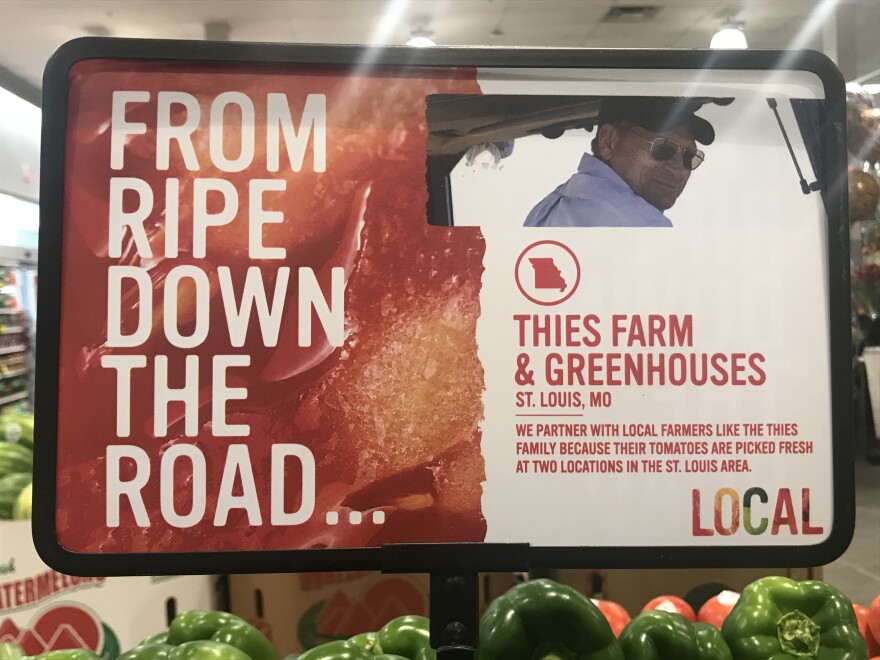 FROM
RIPE
DOWN
THE
ROAD...
THIES FARM
& GREENHOUSES
ST. LOUIS, MO
WE PARTNER WITH LOCAL FARMERS LIKE THE THIES
FAMILY BECAUSE THEIR TOMATOES ARE PICKED FRESH
AT TWO LOCATIONS IN THE ST. LOUIS AREA.
LOCAL